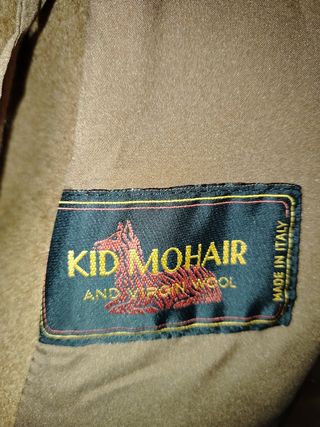 KID MOHAIR
AND VIRGIN WOOL
MADE IN ITALY